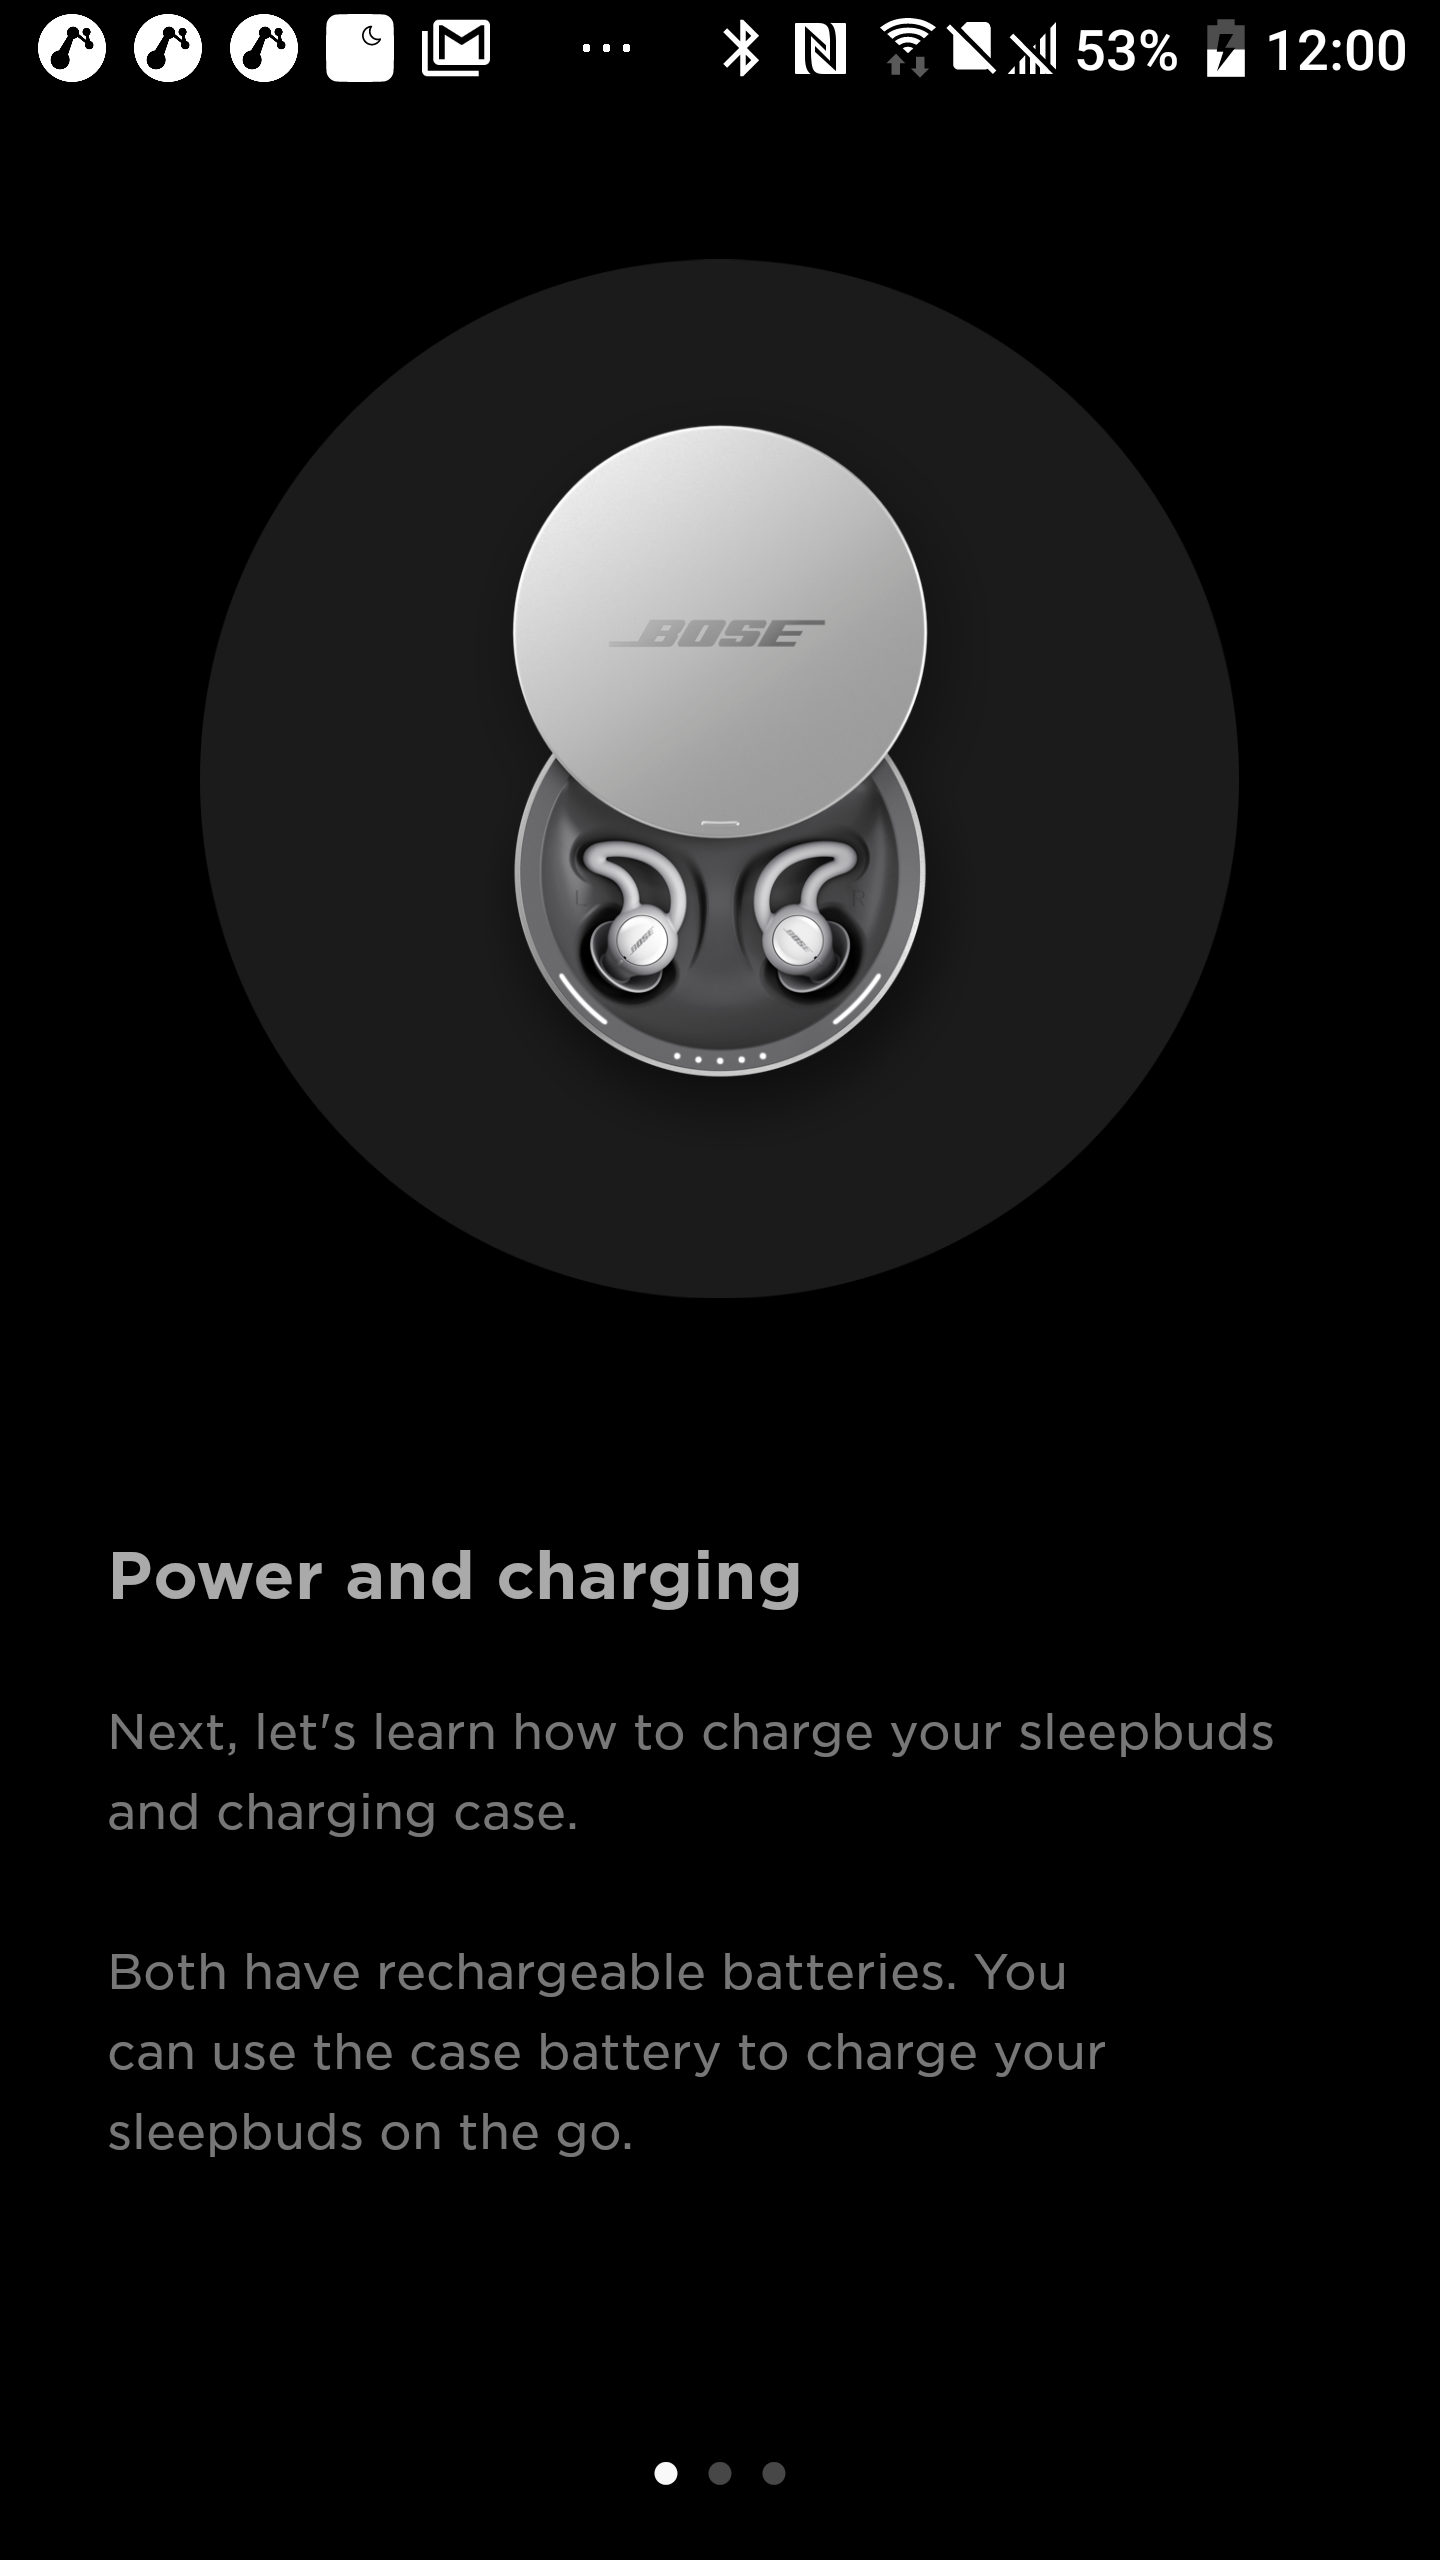 53% 12:00
BOSE
L R
BOSE BOSE
Power and charging
Next, let's learn how to charge your sleepbuds
and charging case.
Both have rechargeable batteries. You
can use the case battery to charge your
sleepbuds on the go.